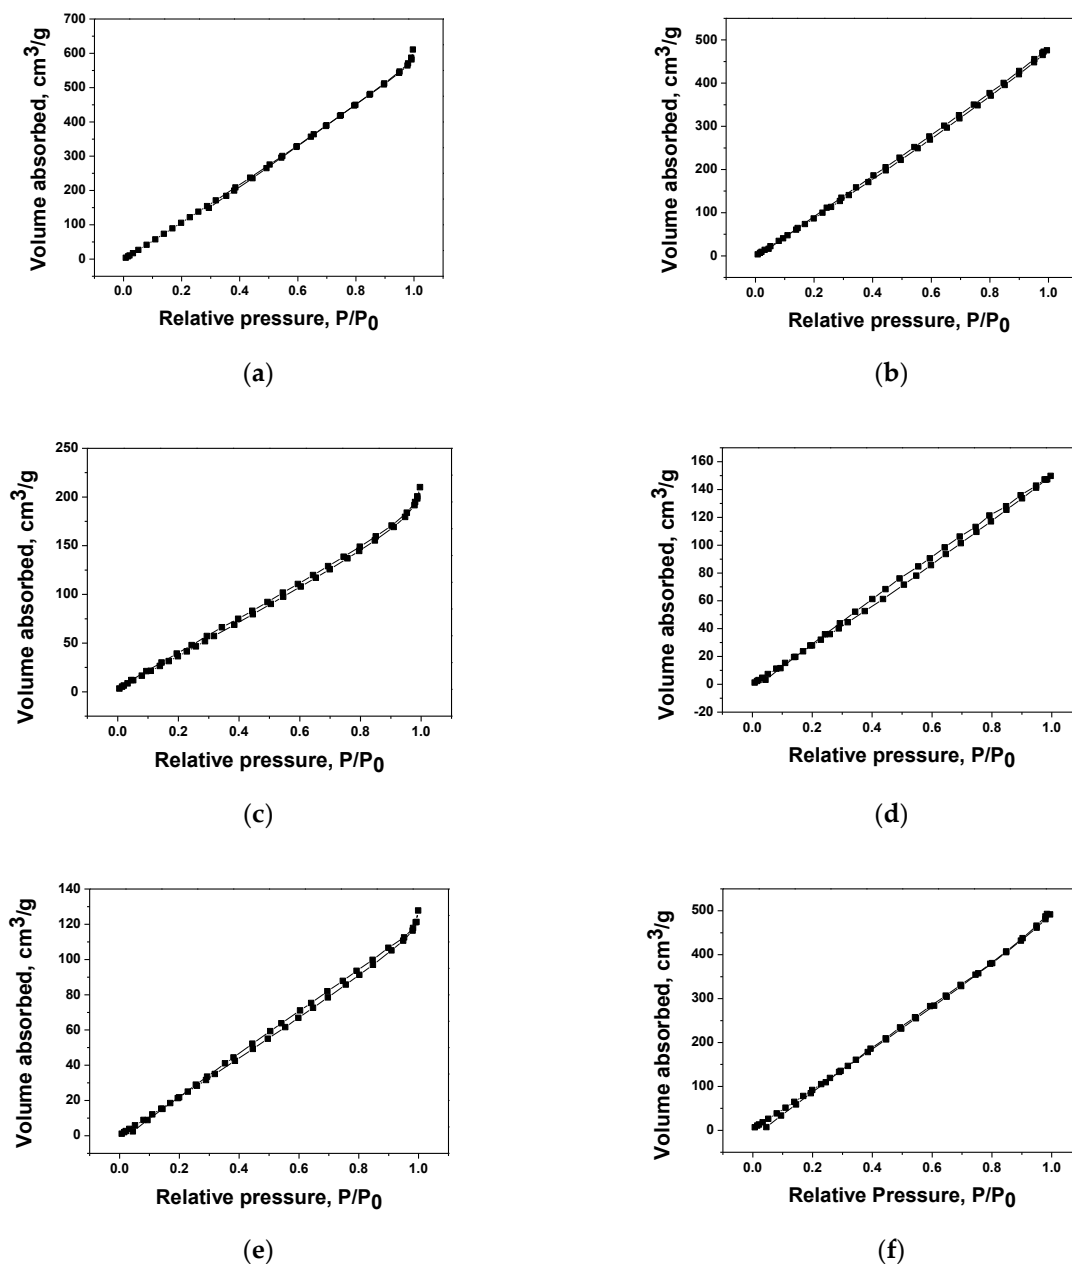 700
600
500
400
300
200
100
0
Volume absorbed, cm3/g
0.0 0.2 0.4 0.6 0.8 1.0
Relative pressure, P/P0
(a)
500
400
300
200
100
0
Volume absorbed, cm3/g
0.0 0.2 0.4 0.6 0.8 1.0
Relative pressure, P/P0
(b)
250
200
150
100
50
0
Volume absorbed, cm3/g
0.0 0.2 0.4 0.6 0.8 1.0
Relative pressure, P/P0
(c)
160
140
120
100
80
60
40
20
0
-20
Volume absorbed, cm3/g
0.0 0.2 0.4 0.6 0.8 1.0
Relative pressure, P/P0
(d)
140
120
100
80
60
40
20
0
Volume absorbed, cm3/g
0.0 0.2 0.4 0.6 0.8 1.0
Relative pressure, P/P0
(e)
500
400
300
200
100
0
Volume absorbed, cm3/g
0.0 0.2 0.4 0.6 0.8 1.0
Relative Pressure, P/P0
(f)